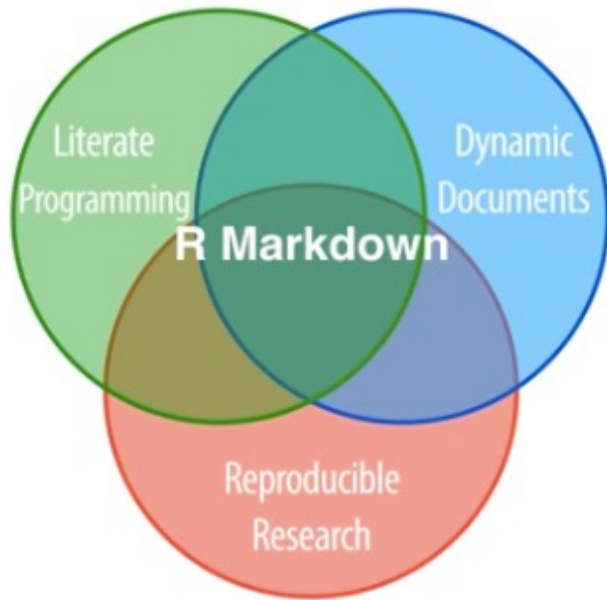 Literate
Programming
Dynamic
Documents
R Markdown
Reproducible
Research